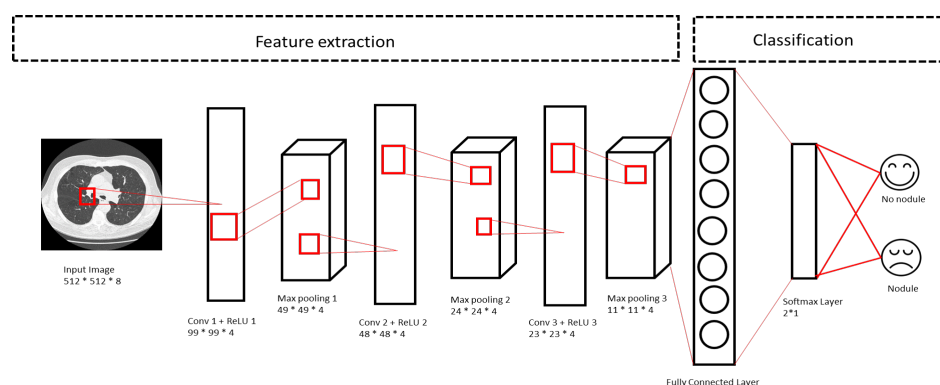 Feature extraction
Classification
Input Image
512 * 512 * 8
Conv 1 + ReLU 1
99 * 99 * 4
Max pooling 1
49 * 49 * 4
Conv 2 + ReLU 2
48 * 48 * 4
Max pooling 2
24 * 24 * 4
Conv 3 + ReLU 3
23 * 23 * 4
Max pooling 3
11 * 11 * 4
Fully Connected Layer
Softmax Layer
2*1
No nodule
Nodule